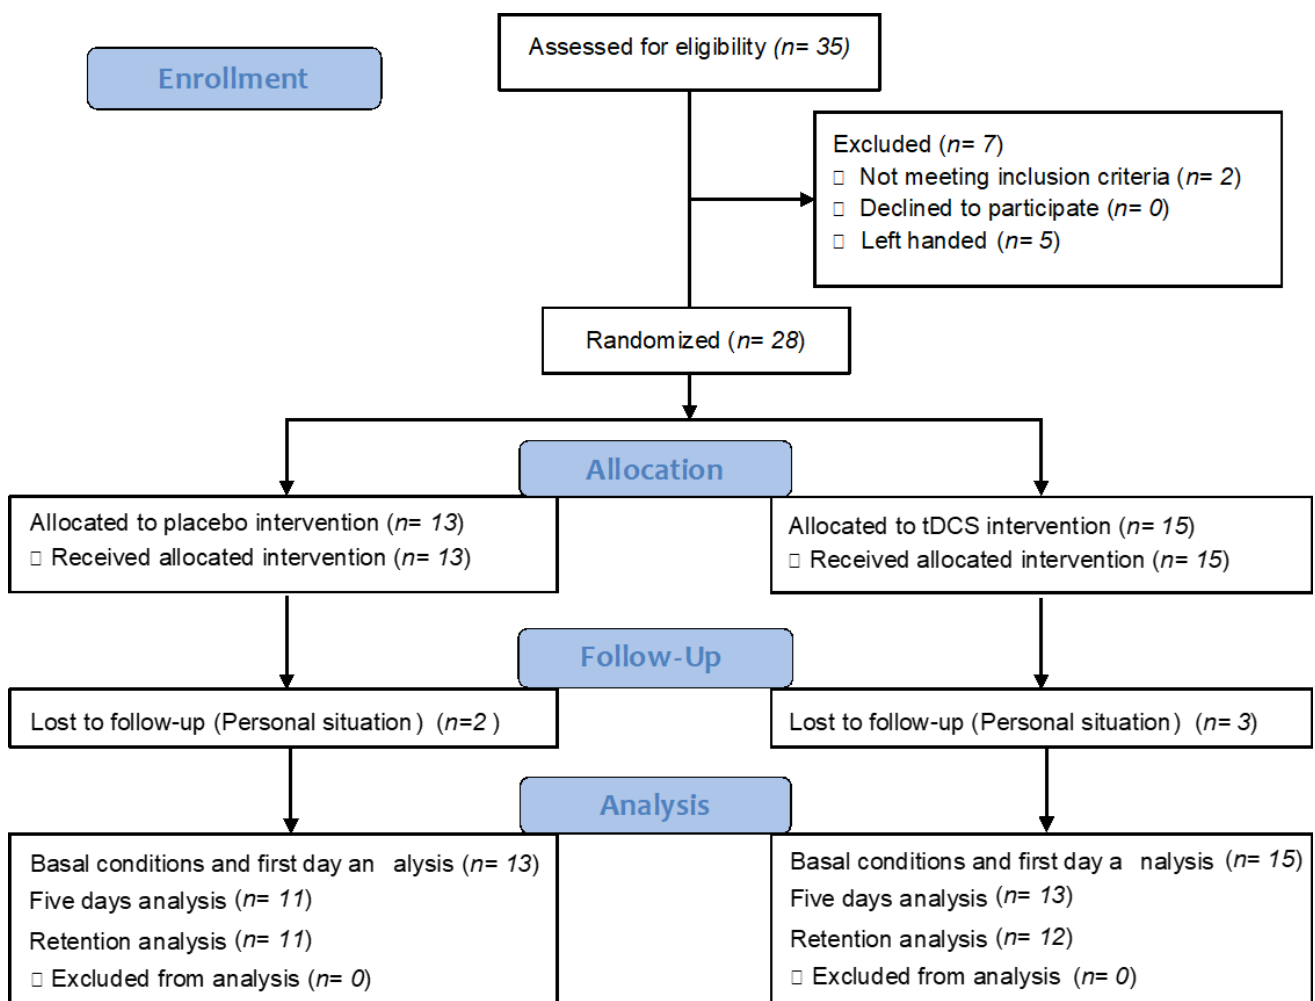 Assessed for eligibility (n= 35)
Enrollment
Excluded (n= 7)
▯ Not meeting inclusion criteria (n= 2)
▯ Declined to participate (n= 0)
▯ Left handed (n= 5)
Randomized (n= 28)
Allocation
Allocated to placebo intervention (n= 13)
▯ Received allocated intervention (n= 13)
Allocated to tDCS intervention (n= 15)
▯ Received allocated intervention (n= 15)
Follow-Up
Lost to follow-up (Personal situation) (n=2 )
Lost to follow-up (Personal situation) (n= 3)
Analysis
Basal conditions and first day an alysis (n= 13)
Five days analysis (n= 11)
Retention analysis (n= 11)
▯ Excluded from analysis (n= 0)
Basal conditions and first day a nalysis (n= 15)
Five days analysis (n= 13)
Retention analysis (n= 12)
▯ Excluded from analysis (n= 0)